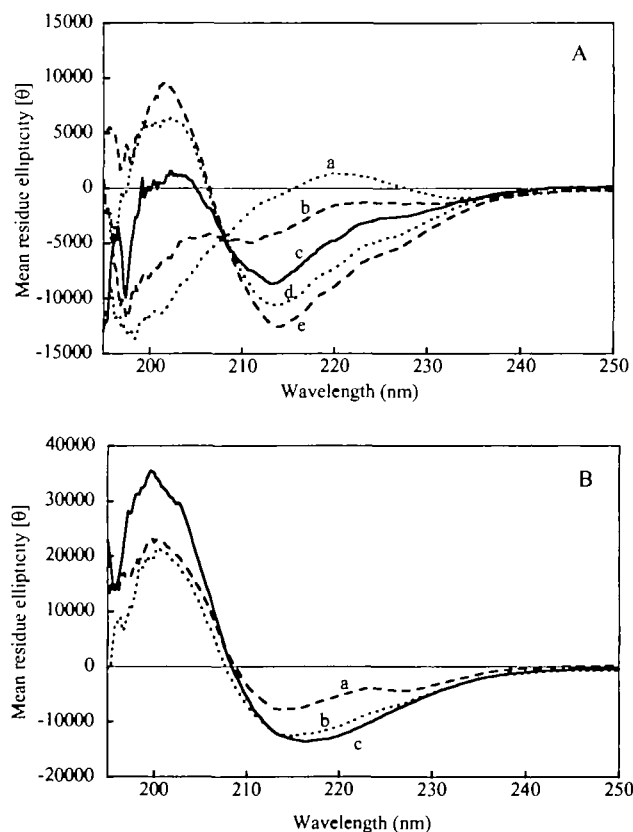 A
Mean residue ellipticity [θ]
15000
10000
5000
0
-5000
-10000
-15000
a
b
c
d
e
200
210
220
230
240
250
Wavelength (nm)
B
Mean residue ellipticity [θ]
40000
30000
20000
10000
0
-10000
-20000
a
b
c
200
210
220
230
240
250
Wavelength (nm)